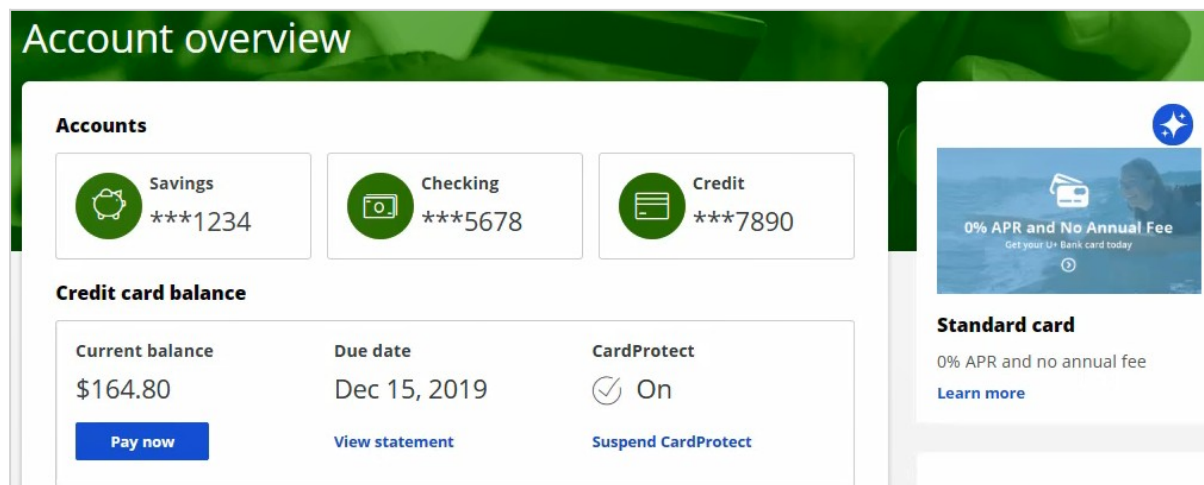 Account overview
Accounts
Savings
***1234
Checking
***5678
Credit
***7890
Credit card balance
Current balance
$164.80
Pay now
Due date
Dec 15, 2019
View statement
CardProtect
On
Suspend CardProtect
0% APR and No Annual Fee
Get your U+ Bank card today
Standard card
0% APR and no annual fee
Learn more